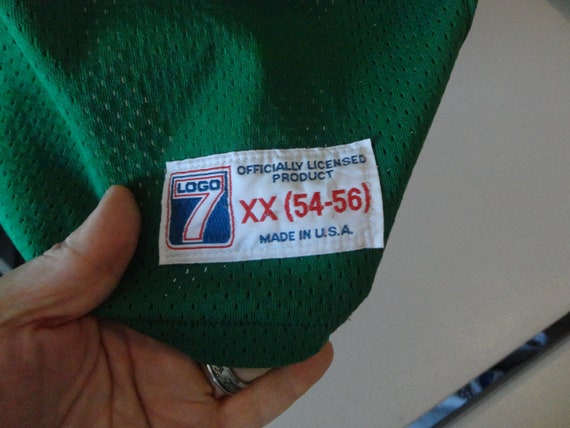 OFFICIALLY LICENSED
PRODUCT
LOGO
7
XX (54-56)
MADE IN U.S.A.